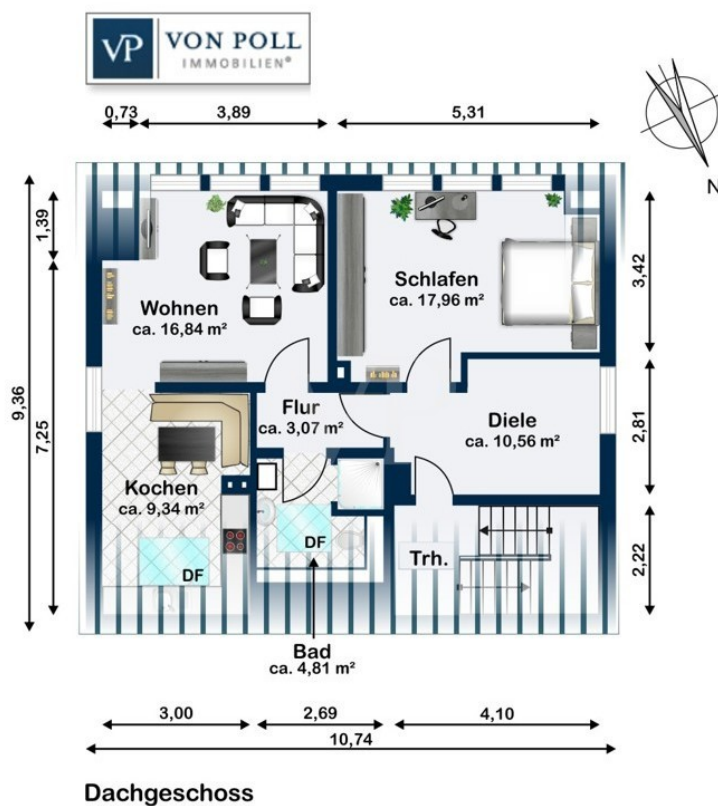 VP VON POLL
IMMOBILIEN®
0,73
3,89
5,31
N
1,39
9,36
7,25
3,42
2,81
2,22
Wohnen
ca. 16,84 m²
Schlafen
ca. 17,96 m²
Flur
ca. 3,07 m²
Diele
ca. 10,56 m²
Kochen
ca. 9,34 m²
DF
DF
Trh.
Bad
ca. 4,81 m²
3,00
2,69
4,10
10,74
Dachgeschoss